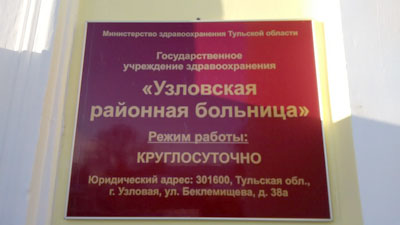 Министерство здравоохранения Тульской области
Государственное
учреждение здравоохранения
«Узловская
районная больница»
Режим работы:
КРУГЛОСУТОЧНО
Юридический адрес: 301600, Тульская обл.,
г. Узловая, ул. Беклемищева, д. 38а